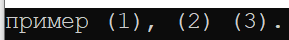 пример (1), (2) (3).